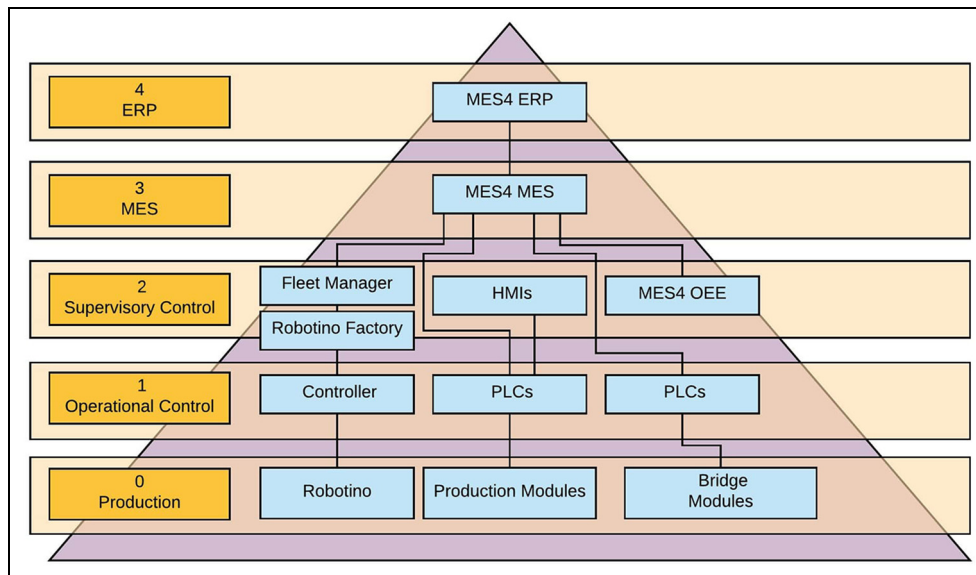 4
ERP
MES4 ERP
3
MES
MES4 MES
2
Supervisory Control
Fleet Manager
HMIs
MES4 OEE
Robotino Factory
1
Operational Control
Controller
PLCs
PLCs
0
Production
Robotino
Production Modules
Bridge
Modules